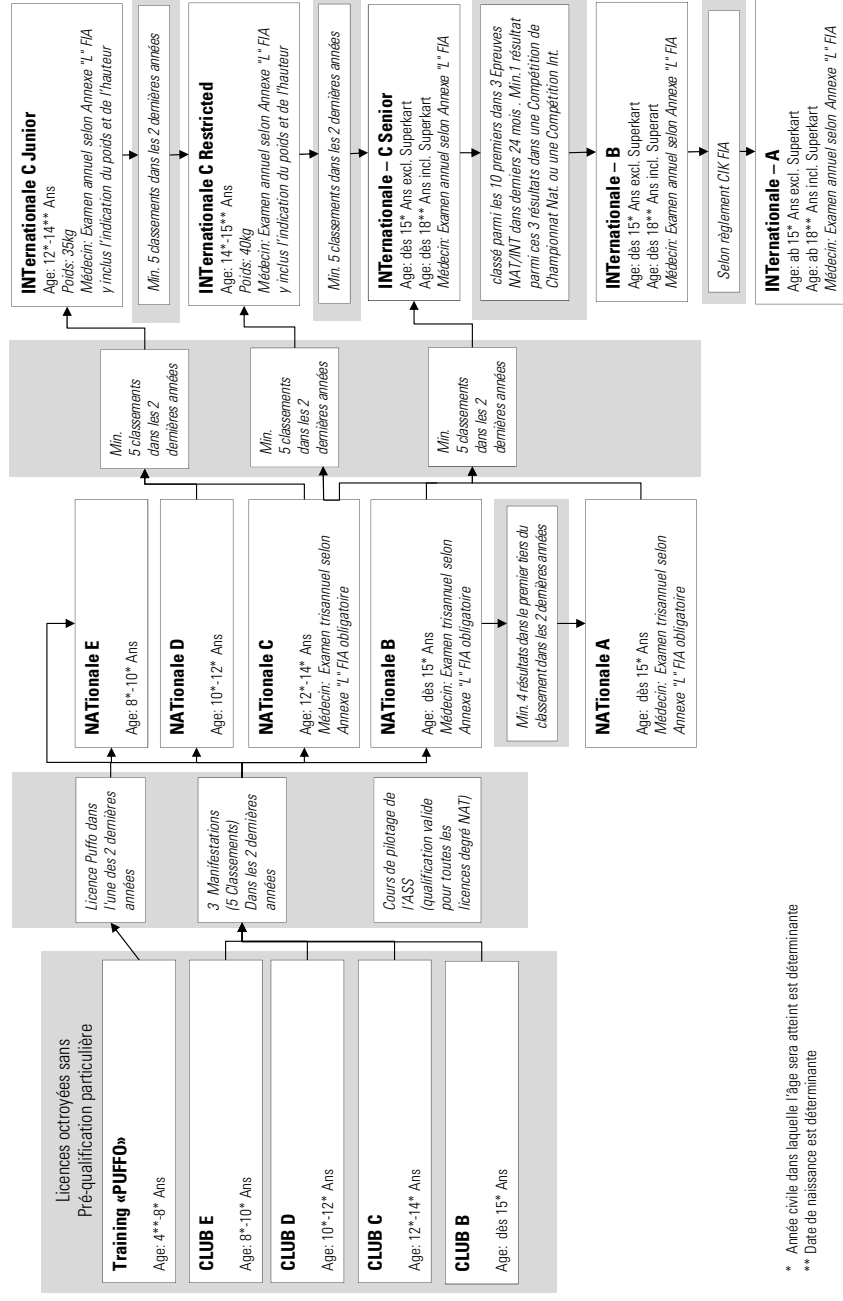 Licences octroyées sans
Pré-qualification particulière
Training «PUFFO»
Age: 4**-8* Ans
CLUB E
Age: 8*-10* Ans
CLUB D
Age: 10*-12* Ans
CLUB C
Age: 12*-14* Ans
CLUB B
Age: dès 15* Ans
Licence Puffo dans
l'une des 2 dernières
années
3 Manifestations
(5 Classements)
Dans les 2 dernières
années
Cours de pilotage de
l'ASS
(qualification valide
pour toutes les
licences degré NAT)
NATionale E
Age: 8*-10* Ans
NATionale D
Age: 10*-12* Ans
NATionale C
Age: 12*-14* Ans
Médecin: Examen trisannuel selon
Annexe "L" FIA obligatoire
NATionale B
Age: dès 15* Ans
Médecin: Examen trisannuel selon
Annexe "L" FIA obligatoire
Min. 4 résultats dans le premier tiers du
classement dans les 2 dernières années
NATionale A
Age: dès 15* Ans
Médecin: Examen trisannuel selon
Annexe "L" FIA obligatoire
Min.
5 classements
dans les 2
dernières années
Min.
5 classements
dans les 2
dernières années
Min.
5 classements
dans les 2
dernières années
INTernationale C Junior
Age: 12*-14** Ans
Poids: 35kg
Médecin: Examen annuel selon Annexe "L" FIA
y inclus l'indication du poids et de l'hauteur
Min. 5 classements dans les 2 dernières années
INTernationale C Restricted
Age: 14*-15** Ans
Poids: 40kg
Médecin: Examen annuel selon Annexe "L" FIA
y inclus l'indication du poids et de l'hauteur
Min. 5 classements dans les 2 dernières années
INTernationale – C Senior
Age: dès 15* Ans excl. Superkart
Age: dès 18** Ans incl. Superkart
Médecin: Examen annuel selon Annexe "L" FIA
classé parmi les 10 premiers dans 3 Epreuves
NAT/INT dans derniers 24 mois . Min.1 résultat
parmi ces 3 résultats dans une Compétition de
Championnat Nat. ou une Compétition Int.
INTernationale – B
Age: dès 15* Ans excl. Superkart
Age: dès 18** Ans incl. Superart
Médecin: Examen annuel selon Annexe "L" FIA
Selon règlement CIK FIA
INTernationale – A
Age: ab 15* Ans excl. Superkart
Age: ab 18** Ans incl. Superkart
Médecin: Examen annuel selon Annexe "L" FIA
* Année civile dans laquelle l'âge sera atteint est déterminante
** Date de naissance est déterminante